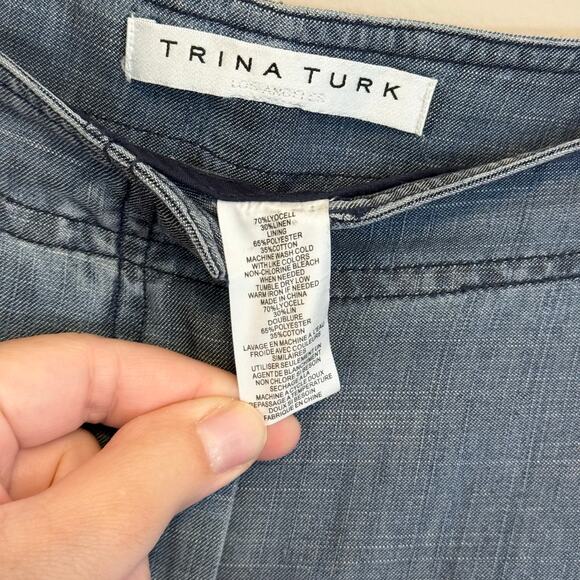 TRINA TURK
LOS ANGELES
70%LYOCELL
30%LINEN
LINING
65%POLYESTER
35%COTTON
MACHINE WASH COLD
WITH LIKE COLORS
NON-CHLORINE BLEACH
WHEN NEEDED
TUMBLE DRY LOW
WARM IRON IF NEEDED
MADE IN CHINA
70%LYOCELL
30%LIN
DOUBLURE
65%POLYESTER
35%COTON
LAVAGE EN MACHINE A L'EAU
FROIDE AVEC COULEURS
SIMILAIRES
UTILISER SEULEMENT UN
AGENT DE BLANCHIMENT
NON CHLORE SI BESOIN
SECHAGE LE DOUX
MACHINE A TEMPERATURE
REPASSAGE A
DOUX SI BESOIN
FABRIQUE EN CHINE